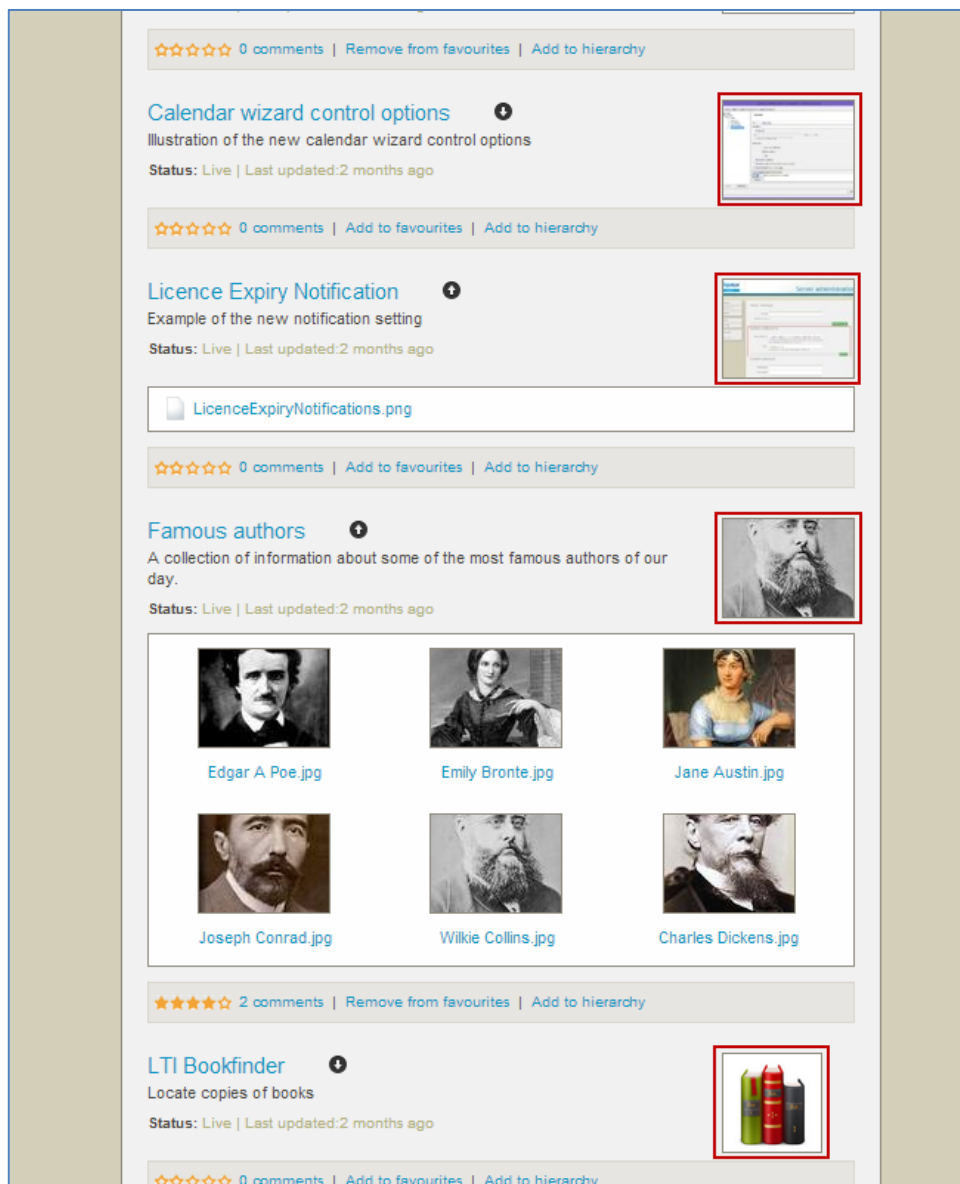 0 comments | Remove from favourites | Add to hierarchy
Calendar wizard control options
Illustration of the new calendar wizard control options
Status: Live | Last updated:2 months ago
0 comments | Add to favourites | Add to hierarchy
Licence Expiry Notification
Example of the new notification setting
Server administration
Status: Live | Last updated:2 months ago
LicenceExpiryNotifications.png
0 comments | Add to favourites | Add to hierarchy
Famous authors
A collection of information about some of the most famous authors of our
day.
Status: Live | Last updated:2 months ago
Edgar A Poe.jpg Emily Bronte.jpg Jane Austin.jpg
Joseph Conrad.jpg Wilkie Collins.jpg Charles Dickens.jpg
2 comments | Remove from favourites | Add to hierarchy
LTI Bookfinder
Locate copies of books
Status: Live | Last updated:2 months ago
0 comments | Add to favourites | Add to hierarchy